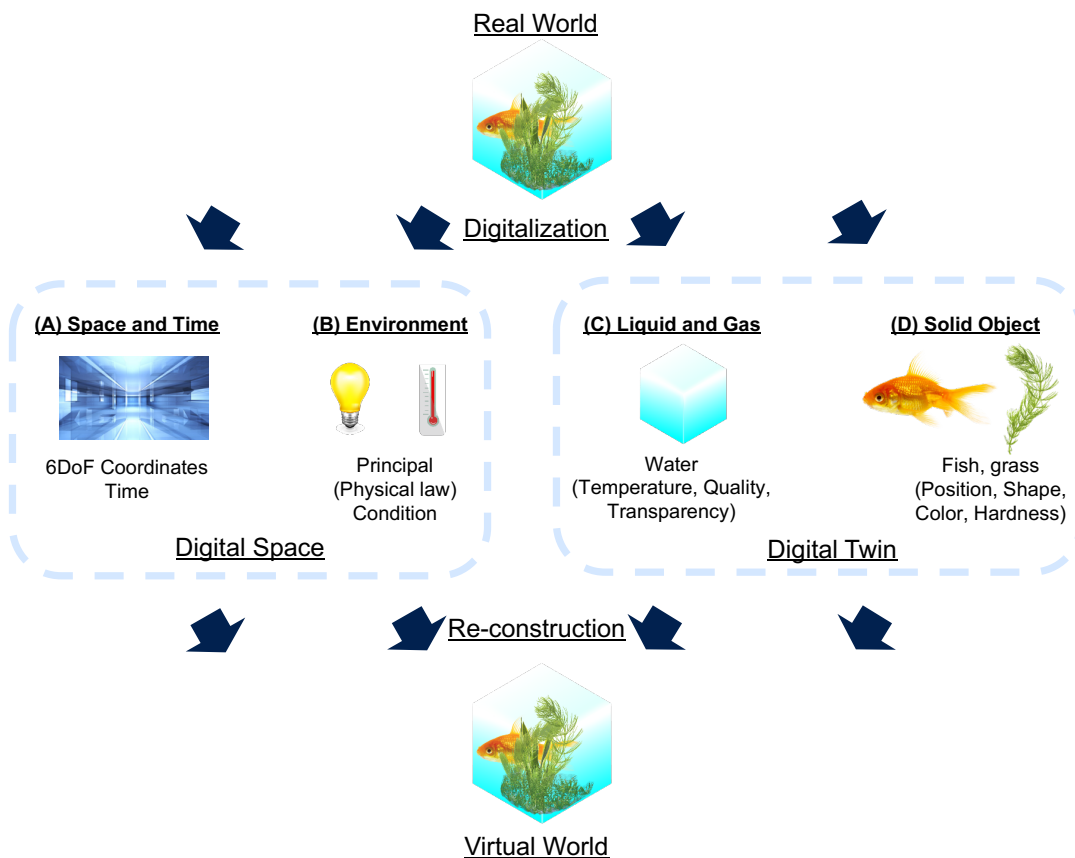 Real World
Digitalization
(A) Space and Time
6DoF Coordinates
Time
(B) Environment
Principal
(Physical law)
Condition
Digital Space
(C) Liquid and Gas
Water
(Temperature, Quality,
Transparency)
(D) Solid Object
Fish, grass
(Position, Shape,
Color, Hardness)
Digital Twin
Re-construction
Virtual World